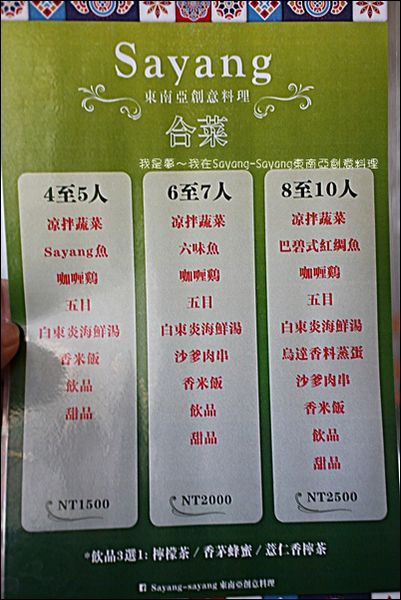 Sayang
東南亞創意料理
合菜
我是夢～我在Sayang-Sayang東南亞創意料理
4至5人
涼拌蔬菜
Sayang魚
咖喱鷄
五目
白東炎海鮮湯
香米飯
飲品
甜品
NT1500
6至7人
涼拌蔬菜
六味魚
咖喱鷄
五目
白東炎海鮮湯
沙爹肉串
香米飯
飲品
甜品
NT2000
8至10人
涼拌蔬菜
巴碧式紅鯛魚
咖喱鷄
五目
白東炎海鮮湯
烏達香料蒸蛋
沙爹肉串
香米飯
飲品
甜品
NT2500
*飲品3選1: 檸檬茶 / 香茅蜂蜜 / 薏仁香檸茶
Sayang-sayang 東南亞創意料理